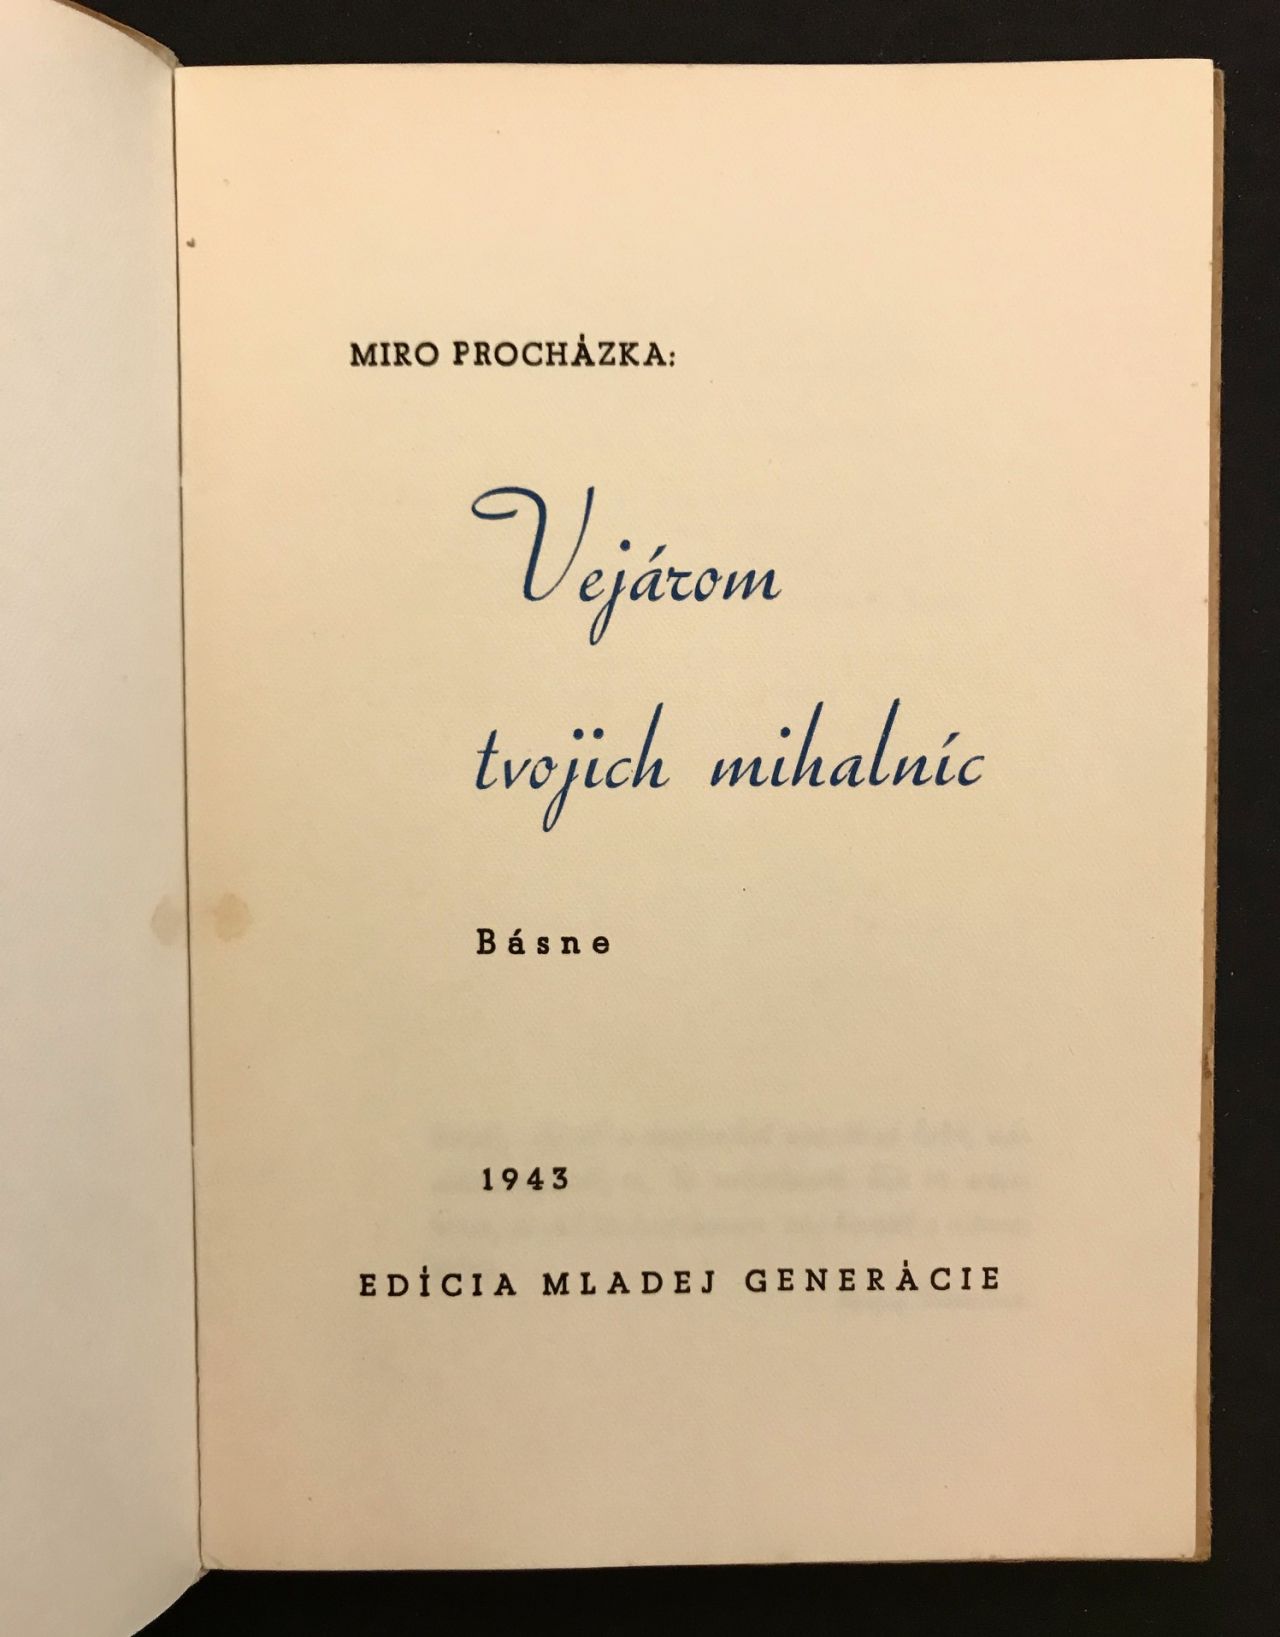 MIRO PROCHÁZKA:
Vejárom
tvojich mihalníc
Básne
1943
EDÍCIA MLADEJ GENERÁCIE